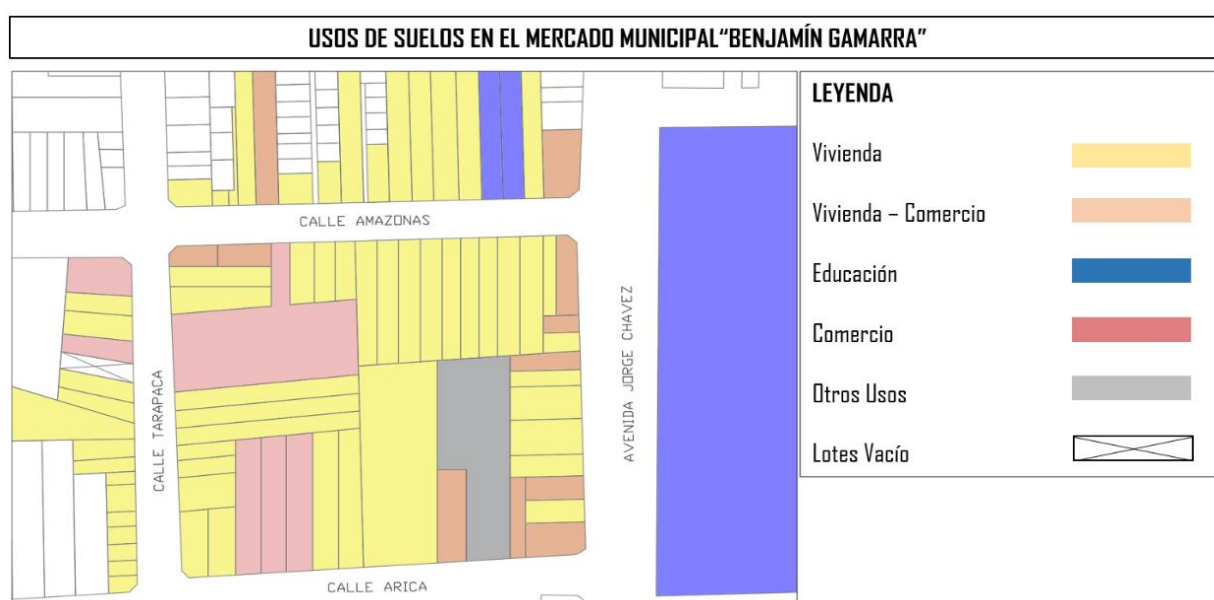 USOS DE SUELOS EN EL MERCADO MUNICIPAL“BENJAMÍN GAMARRA”
CALLE AMAZONAS
CALLE TARAPACA
AVENIDA JORGE CHAVEZ
CALLE ARICA
LEYENDA
Vivienda
Vivienda – Comercio
Educación
Comercio
Otros Usos
Lotes Vacío